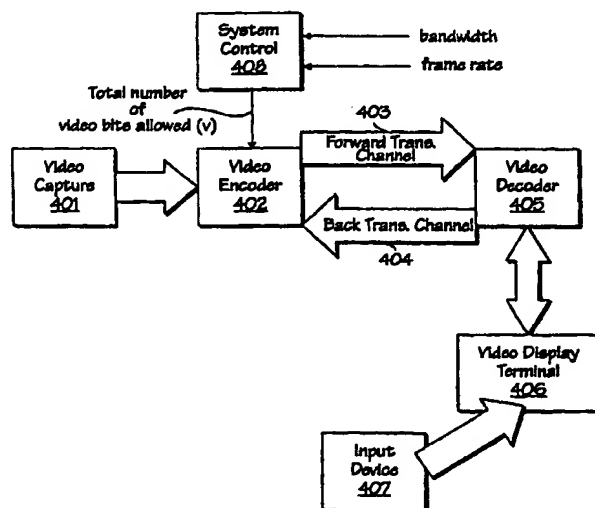 System
Control
408
bandwidth
frame rate
Total number
of
video bits allowed (v)
403
Forward Trans.
Channel
Video
Capture
401
Video
Encoder
402
Video
Decoder
405
Back Trans. Channel
404
Video Display
Terminal
406
Input
Device
407